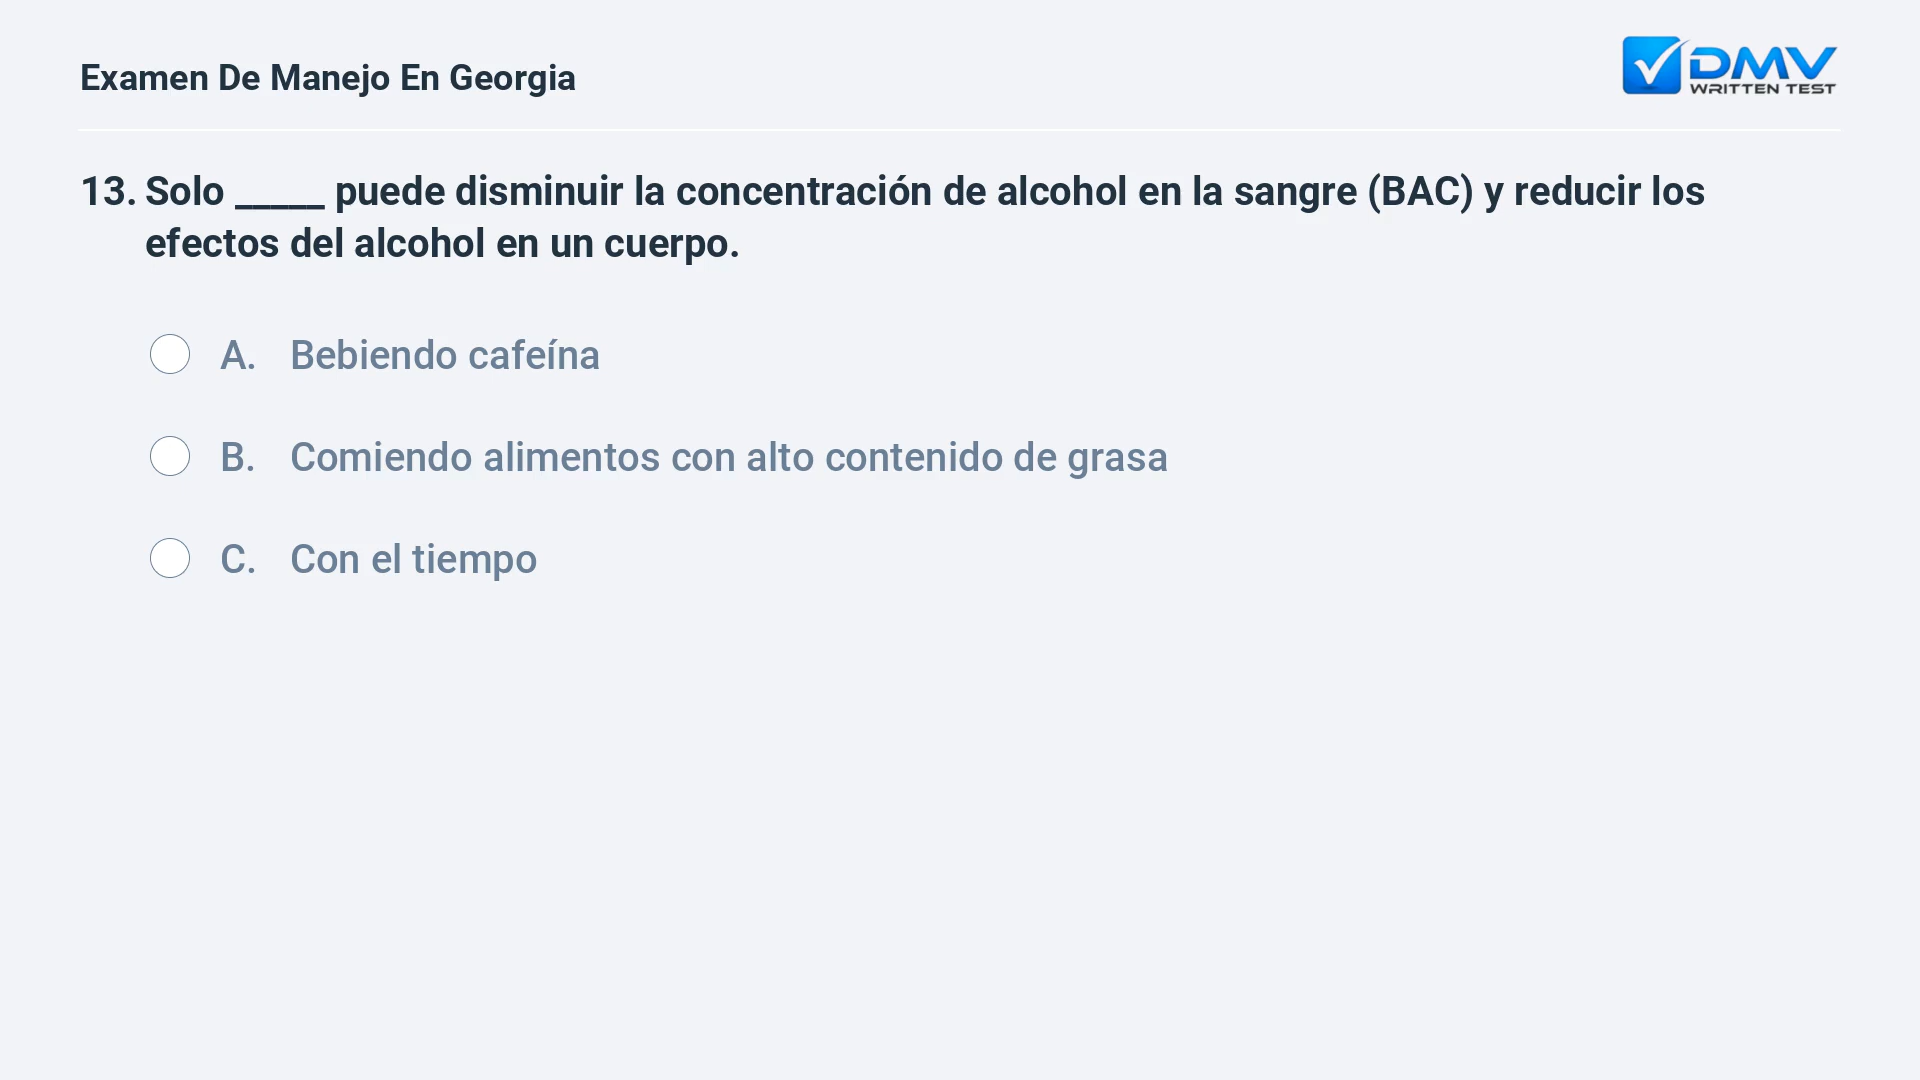 Examen De Manejo En Georgia
DMV
WRITTEN TEST
13. Solo _____ puede disminuir la concentración de alcohol en la sangre (BAC) y reducir los
efectos del alcohol en un cuerpo.
A. Bebiendo cafeína
B. Comiendo alimentos con alto contenido de grasa
C. Con el tiempo